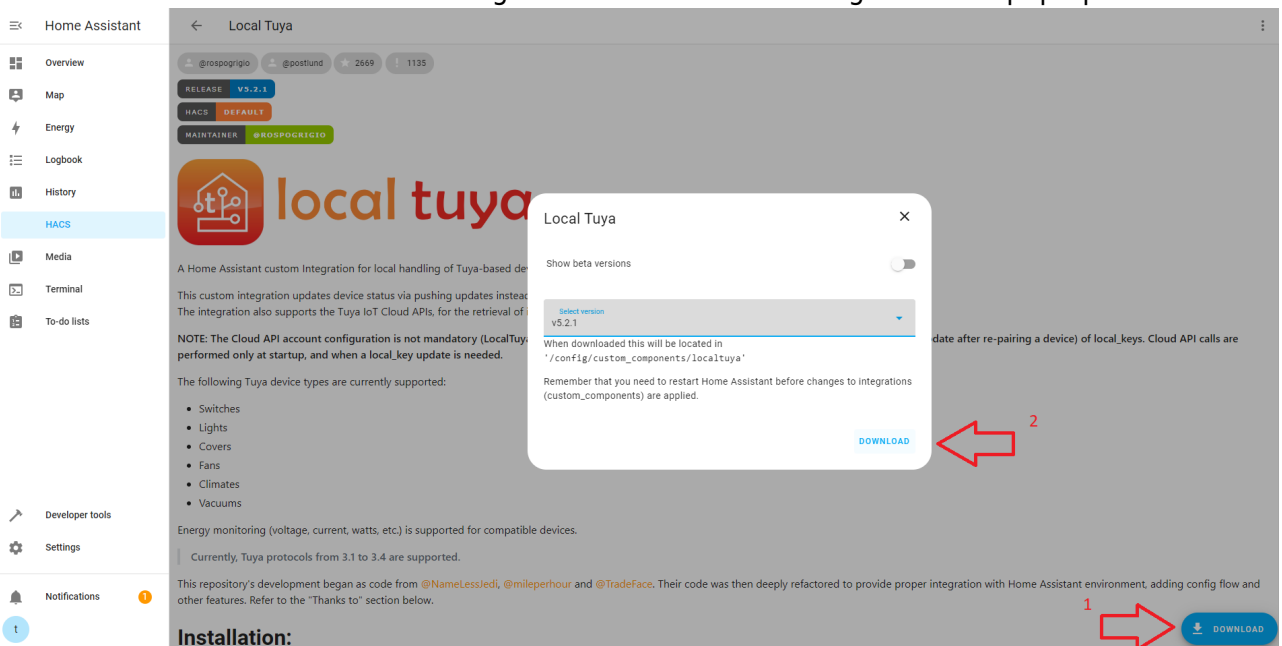 Home Assistant
Overview
Map
Energy
Logbook
History
HACS
Media
Terminal
To-do lists
Developer tools
Settings
Notifications 1
t
Local Tuya
@rospogrigio @postlund 2669 1135
RELEASE V5.2.1
HACS DEFAULT
MAINTAINER @ROSPOGRIGIO
local tuya
A Home Assistant custom Integration for local handling of Tuya-based
This custom integration updates device status via pushing updates instead
The integration also supports the Tuya IoT Cloud APIs, for the retrieval of
NOTE: The Cloud API account configuration is not mandatory (LocalTuya date after re-pairing a device) of local_keys. Cloud API calls are
performed only at startup, and when a local_key update is needed.
The following Tuya device types are currently supported:
• Switches
• Lights
• Covers
• Fans
• Climates
• Vacuums
Energy monitoring (voltage, current, watts, etc.) is supported for compatible devices.
Currently, Tuya protocols from 3.1 to 3.4 are supported.
This repository's development began as code from @NameLessJedi, @mileperhour and @TradeFace. Their code was then deeply refactored to provide proper integration with Home Assistant environment, adding config flow and
other features. Refer to the "Thanks to" section below.
Installation:
Local Tuya
Show beta versions
Select version
v5.2.1
When downloaded this will be located in
'/config/custom_components/localtuya'
Remember that you need to restart Home Assistant before changes to integrations
(custom_components) are applied.
DOWNLOAD
2
1
DOWNLOAD